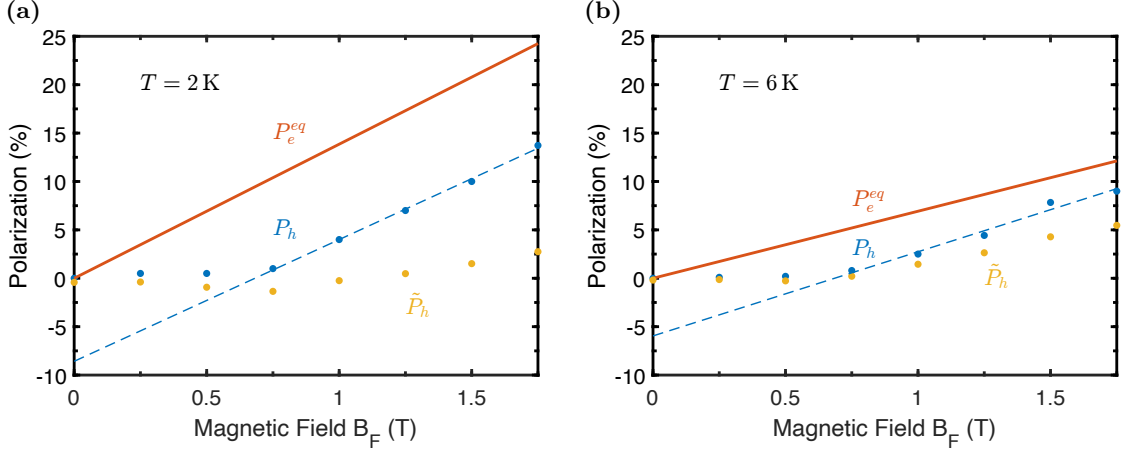 (a)
25
20
15
10
5
0
-5
-10
Polarization (%)
T = 2 K
P_e^{eq}
P_h
\tilde{P}_h
0
0.5
1
1.5
Magnetic Field B_F (T)
(b)
25
20
15
10
5
0
-5
-10
Polarization (%)
T = 6 K
P_e^{eq}
P_h
\tilde{P}_h
0
0.5
1
1.5
Magnetic Field B_F (T)